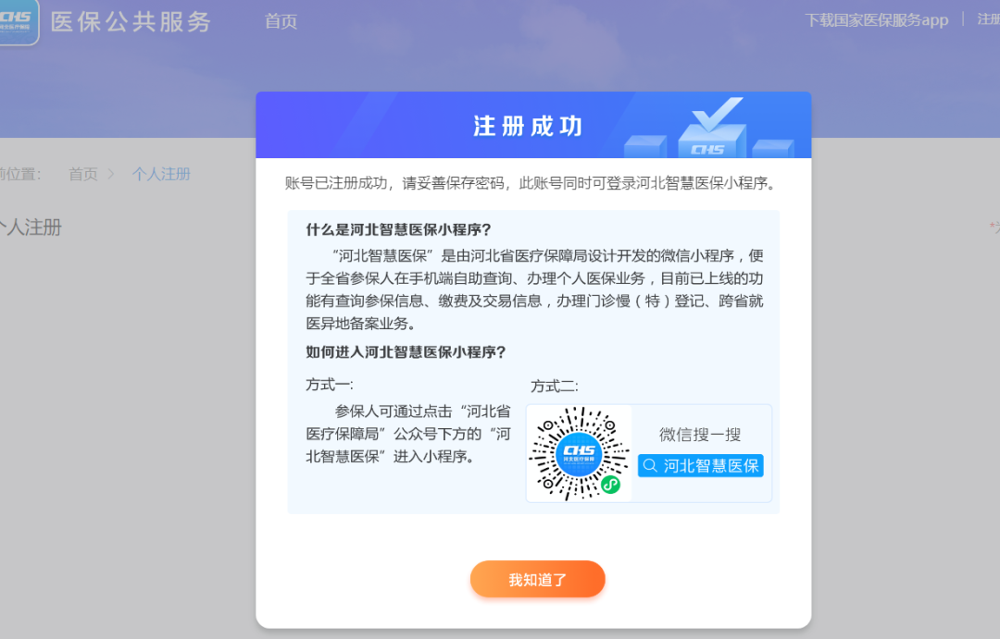 CHS
医保公共服务
首页
下载国家医保服务app
注册
前位置：
首页
个人注册
个人注册
注册成功
CHS
账号已注册成功，请妥善保存密码，此账号同时可登录河北智慧医保小程序。
什么是河北智慧医保小程序?
“河北智慧医保”是由河北省医疗保障局设计开发的微信小程序，便
于全省参保人在手机端自助查询、办理个人医保业务，目前已上线的功
能有查询参保信息、缴费及交易信息，办理门诊慢（特）登记、跨省就
医异地备案业务。
如何进入河北智慧医保小程序?
方式一:
参保人可通过点击“河北省
医疗保障局”公众号下方的“河
北智慧医保”进入小程序。
方式二:
CHS
河北医疗保障
微信搜一搜
河北智慧医保
我知道了